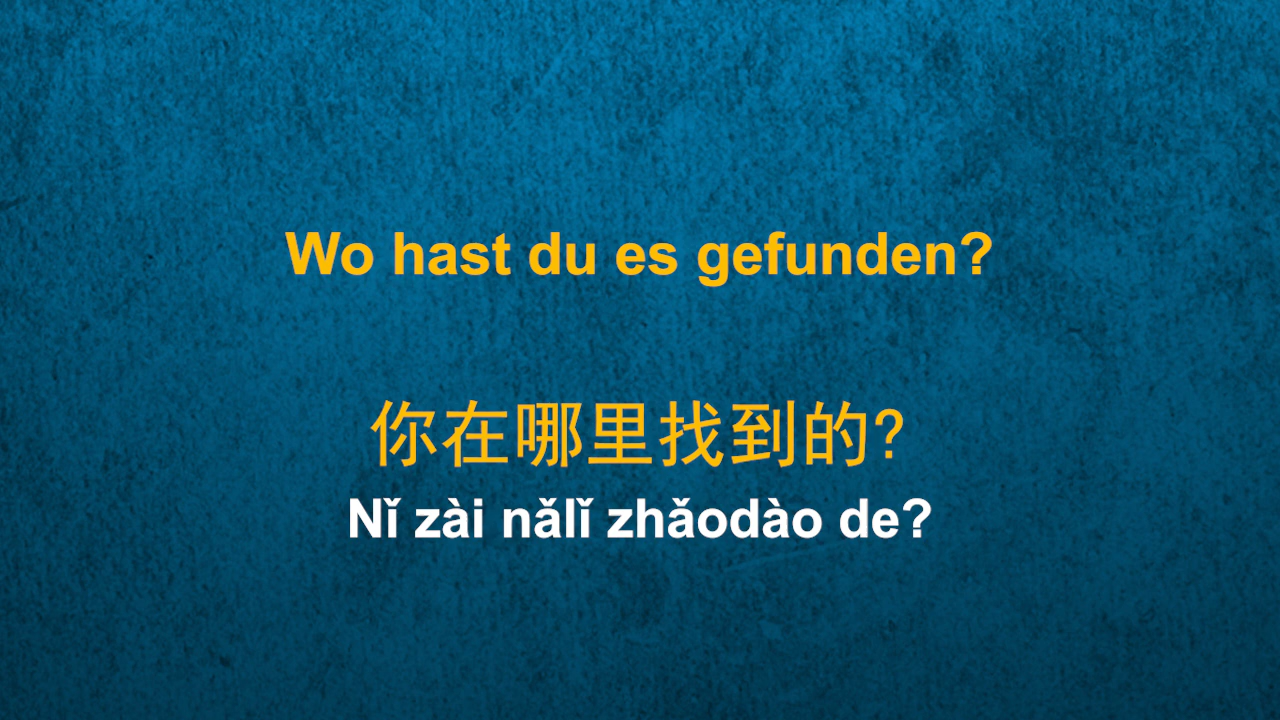 Wo hast du es gefunden?
你在哪里找到的?
Nǐ zài nǎlǐ zhǎodào de?